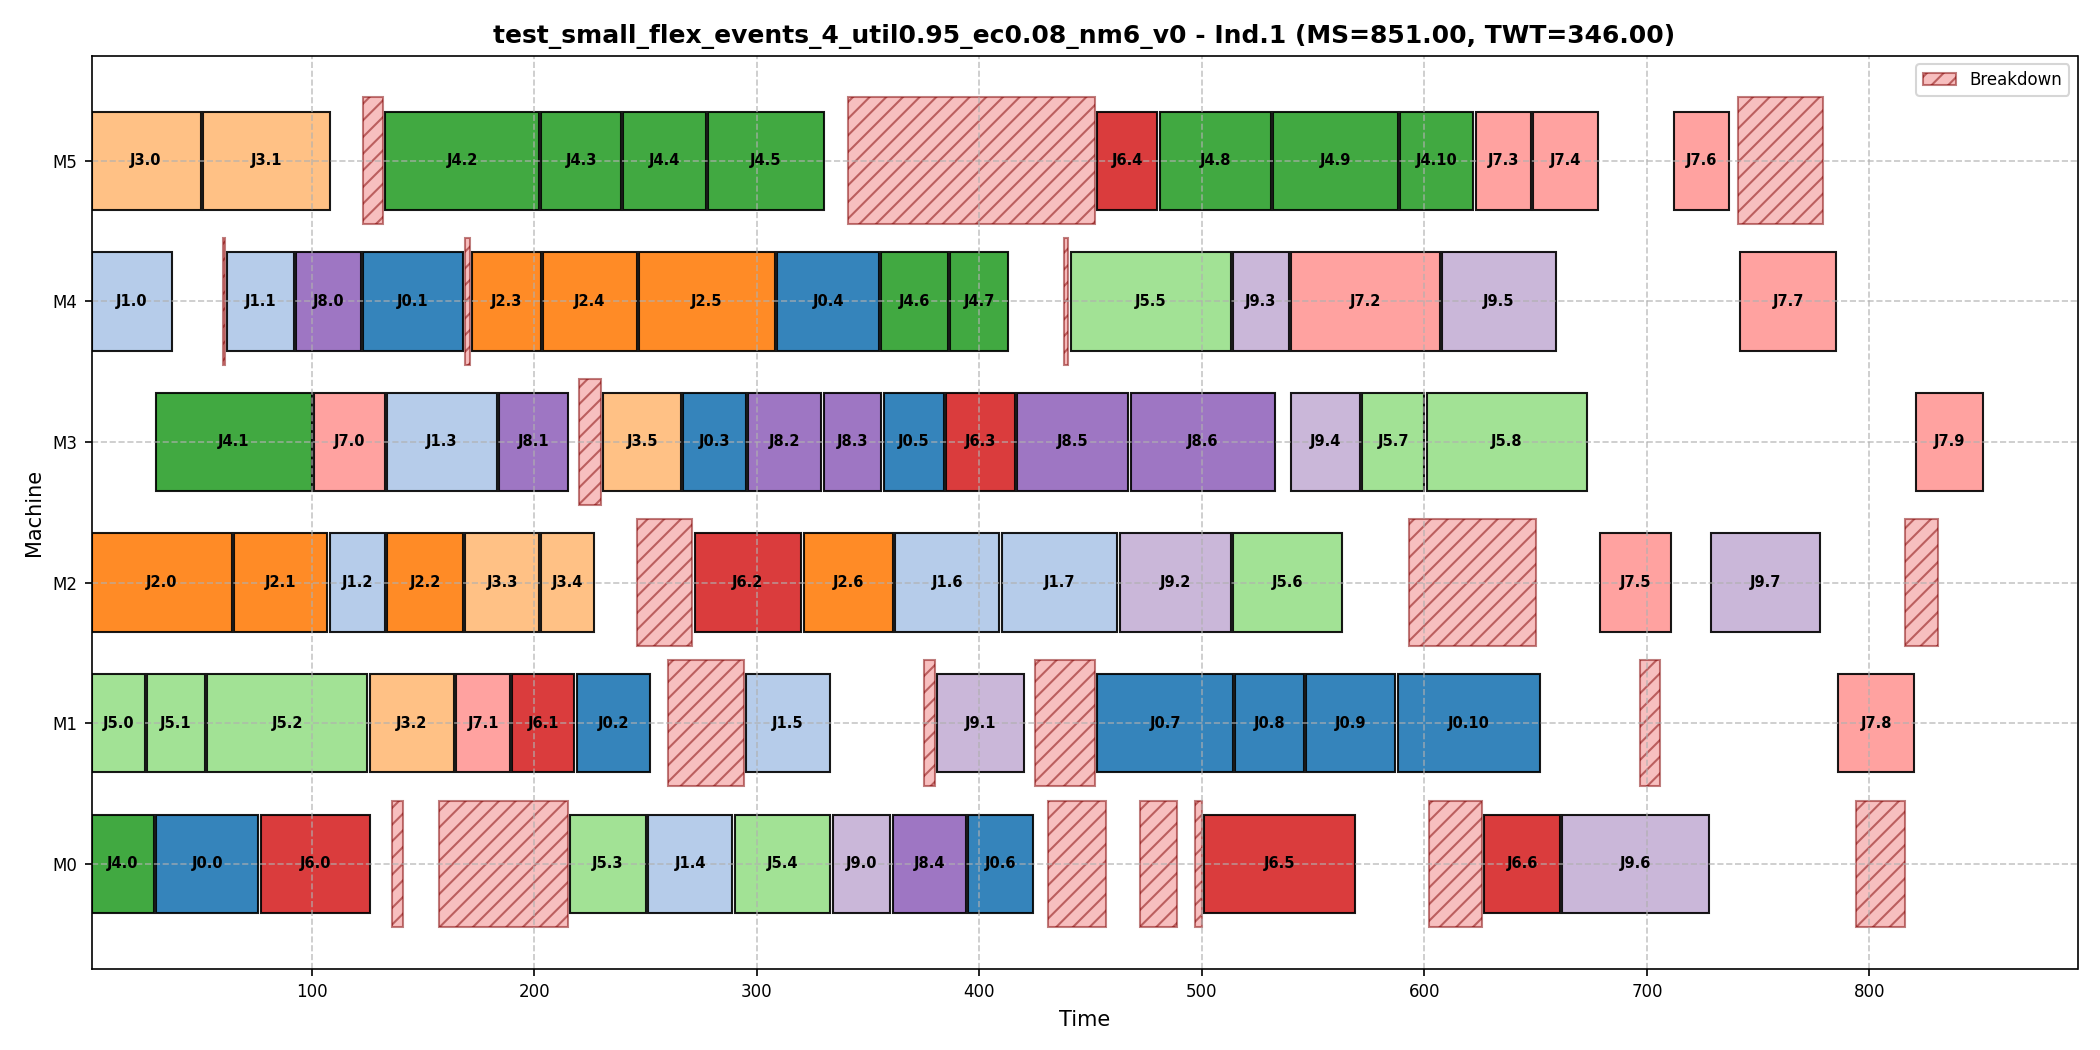 test_small_flex_events_4_util0.95_ec0.08_nm6_v0 - Ind.1 (MS=851.00, TWT=346.00)
Breakdown
M5 J3.0 J3.1 J4.2 J4.3 J4.4 J4.5 J6.4 J4.8 J4.9 J4.10 J7.3 J7.4 J7.6
M4 J1.0 J1.1 J8.0 J0.1 J2.3 J2.4 J2.5 J0.4 J4.6 J4.7 J5.5 J9.3 J7.2 J9.5 J7.7
M3 J4.1 J7.0 J1.3 J8.1 J3.5 J0.3 J8.2 J8.3 J0.5 J6.3 J8.5 J8.6 J9.4 J5.7 J5.8 J7.9
Machine
M2 J2.0 J2.1 J1.2 J2.2 J3.3 J3.4 J6.2 J2.6 J1.6 J1.7 J9.2 J5.6 J7.5 J9.7
M1 J5.0 J5.1 J5.2 J3.2 J7.1 J6.1 J0.2 J1.5 J9.1 J0.7 J0.8 J0.9 J0.10 J7.8
M0 J4.0 J0.0 J6.0 J5.3 J1.4 J5.4 J9.0 J8.4 J0.6 J6.5 J6.6 J9.6
100 200 300 400 500 600 700 800
Time